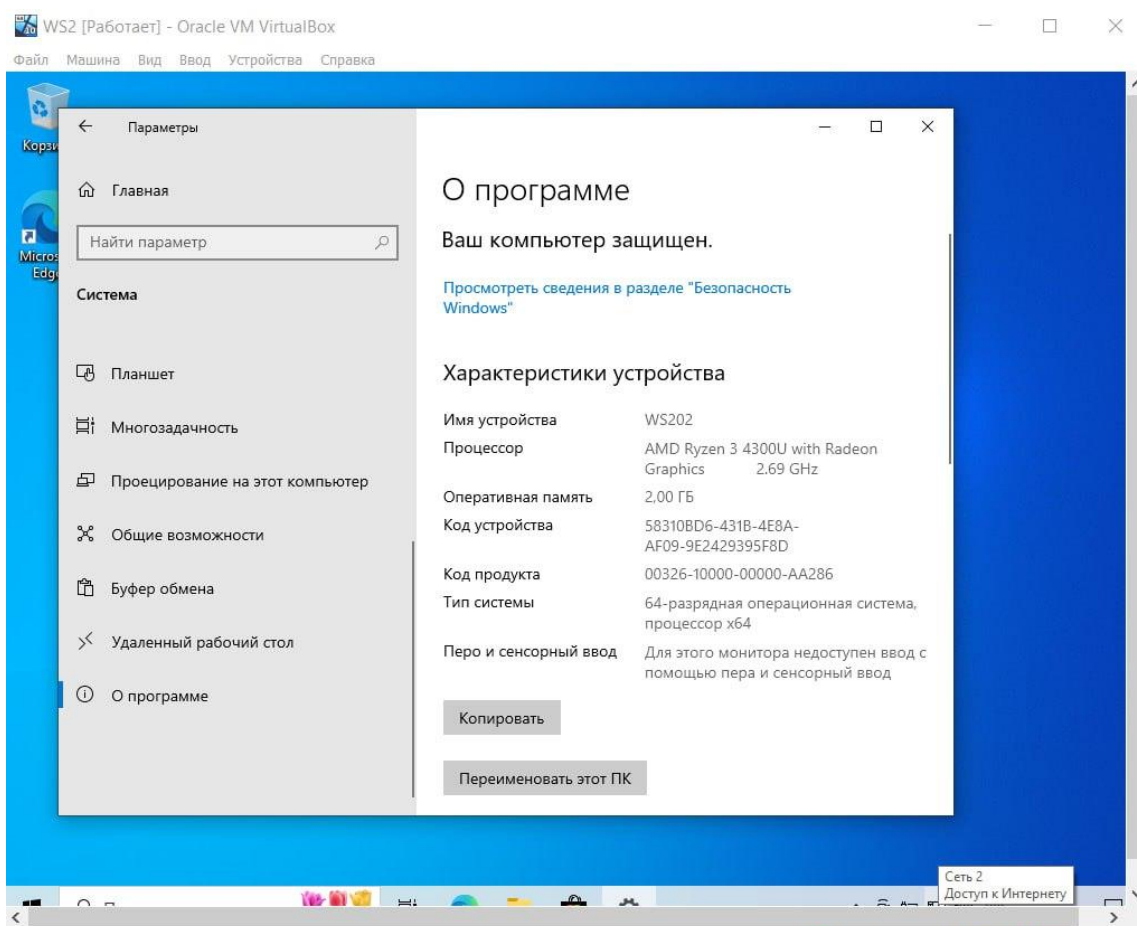 WS2 [Работает] - Oracle VM VirtualBox
Файл Машина Вид Ввод Устройства Справка
Micros
Edge
Параметры
Главная
Найти параметр
Система
Планшет
Многозадачность
Проецирование на этот компьютер
Общие возможности
Буфер обмена
Удаленный рабочий стол
О программе
О программе
Ваш компьютер защищен.
Просмотреть сведения в разделе "Безопасность
Windows"
Характеристики устройства
Имя устройства WS202
Процессор AMD Ryzen 3 4300U with Radeon
Graphics 2.69 GHz
Оперативная память 2,00 ГБ
Код устройства 58310BD6-431B-4E8A-
AF09-9E2429395F8D
Код продукта 00326-10000-00000-AA286
Тип системы 64-разрядная операционная система,
процессор x64
Перо и сенсорный ввод Для этого монитора недоступен ввод с
помощью пера и сенсорный ввод
Копировать
Переименовать этот ПК
Сеть 2
Доступ к Интернету